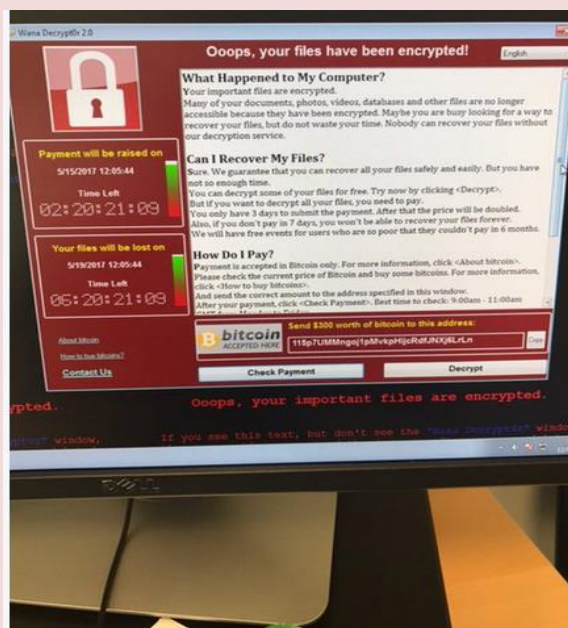 Wana Decrypt0r 2.0
Ooops, your files have been encrypted!
English
What Happened to My Computer?
Your important files are encrypted.
Many of your documents, photos, videos, databases and other files are no longer
accessible because they have been encrypted. Maybe you are busy looking for a way to
recover your files, but do not waste your time. Nobody can recover your files without
our decryption service.
Can I Recover My Files?
Sure. We guarantee that you can recover all your files safely and easily. But you have
not so enough time.
You can decrypt some of your files for free. Try now by clicking <Decrypt>.
But if you want to decrypt all your files, you need to pay.
You only have 3 days to submit the payment. After that the price will be doubled.
Also, if you don't pay in 7 days, you won't be able to recover your files forever.
We will have free events for users who are so poor that they couldn't pay in 6 months.
How Do I Pay?
Payment is accepted in Bitcoin only. For more information, click <About bitcoin>.
Please check the current price of Bitcoin and buy some bitcoins. For more information,
click <How to buy bitcoins>.
And send the correct amount to the address specified in this window.
After your payment, click <Check Payment>. Best time to check: 9:00am - 11:00am
GMT from Monday to Friday.
Payment will be raised on
5/15/2017 12:05:44
Time Left
02:20:21:09
Your files will be lost on
5/19/2017 12:05:44
Time Left
06:20:21:09
About bitcoin
How to buy bitcoins?
Contact Us
bitcoin
ACCEPTED HERE
Send $300 worth of bitcoin to this address:
115p7UMMngoj1pMvkpHijcRdfJNXj6LrLn
Copy
Check Payment
Decrypt
ypted.
Ooops, your important files are encrypted.
window,
If you see this text, but don't see the "Wana Decrypt0r" windo
DELL